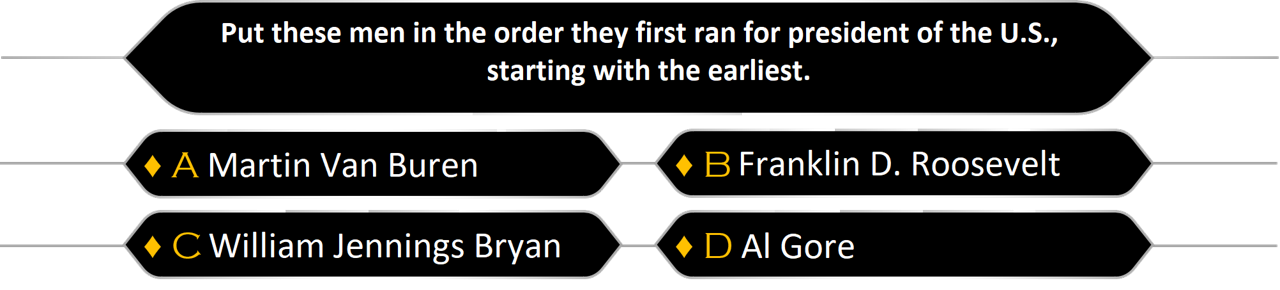 Put these men in the order they first ran for president of the U.S.,
starting with the earliest.
♦ A Martin Van Buren
♦ B Franklin D. Roosevelt
♦ C William Jennings Bryan
♦ D Al Gore